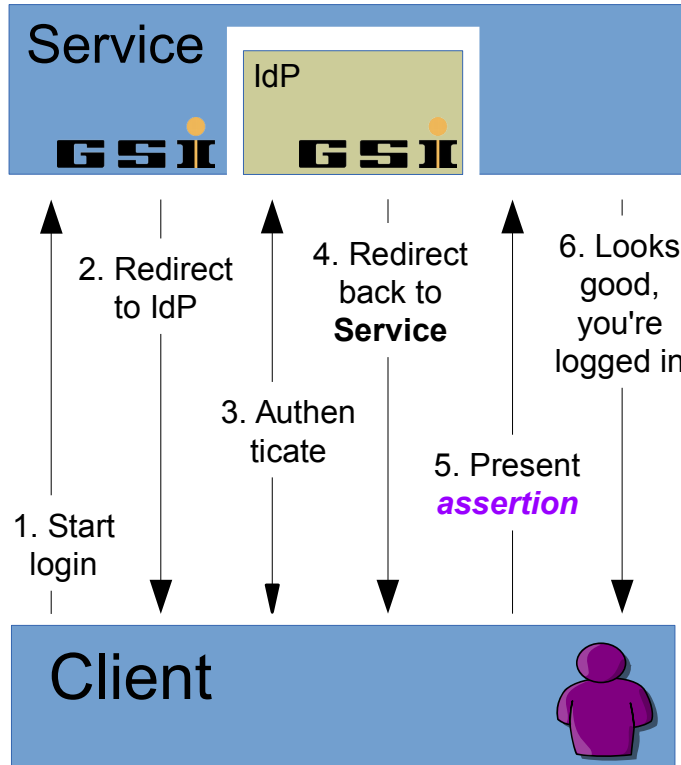 Service
IdP
GSI
GSI
2. Redirect
to IdP
4. Redirect
back to
Service
6. Looks
good,
you're
logged in
3. Authen
ticate
5. Present
assertion
1. Start
login
Client